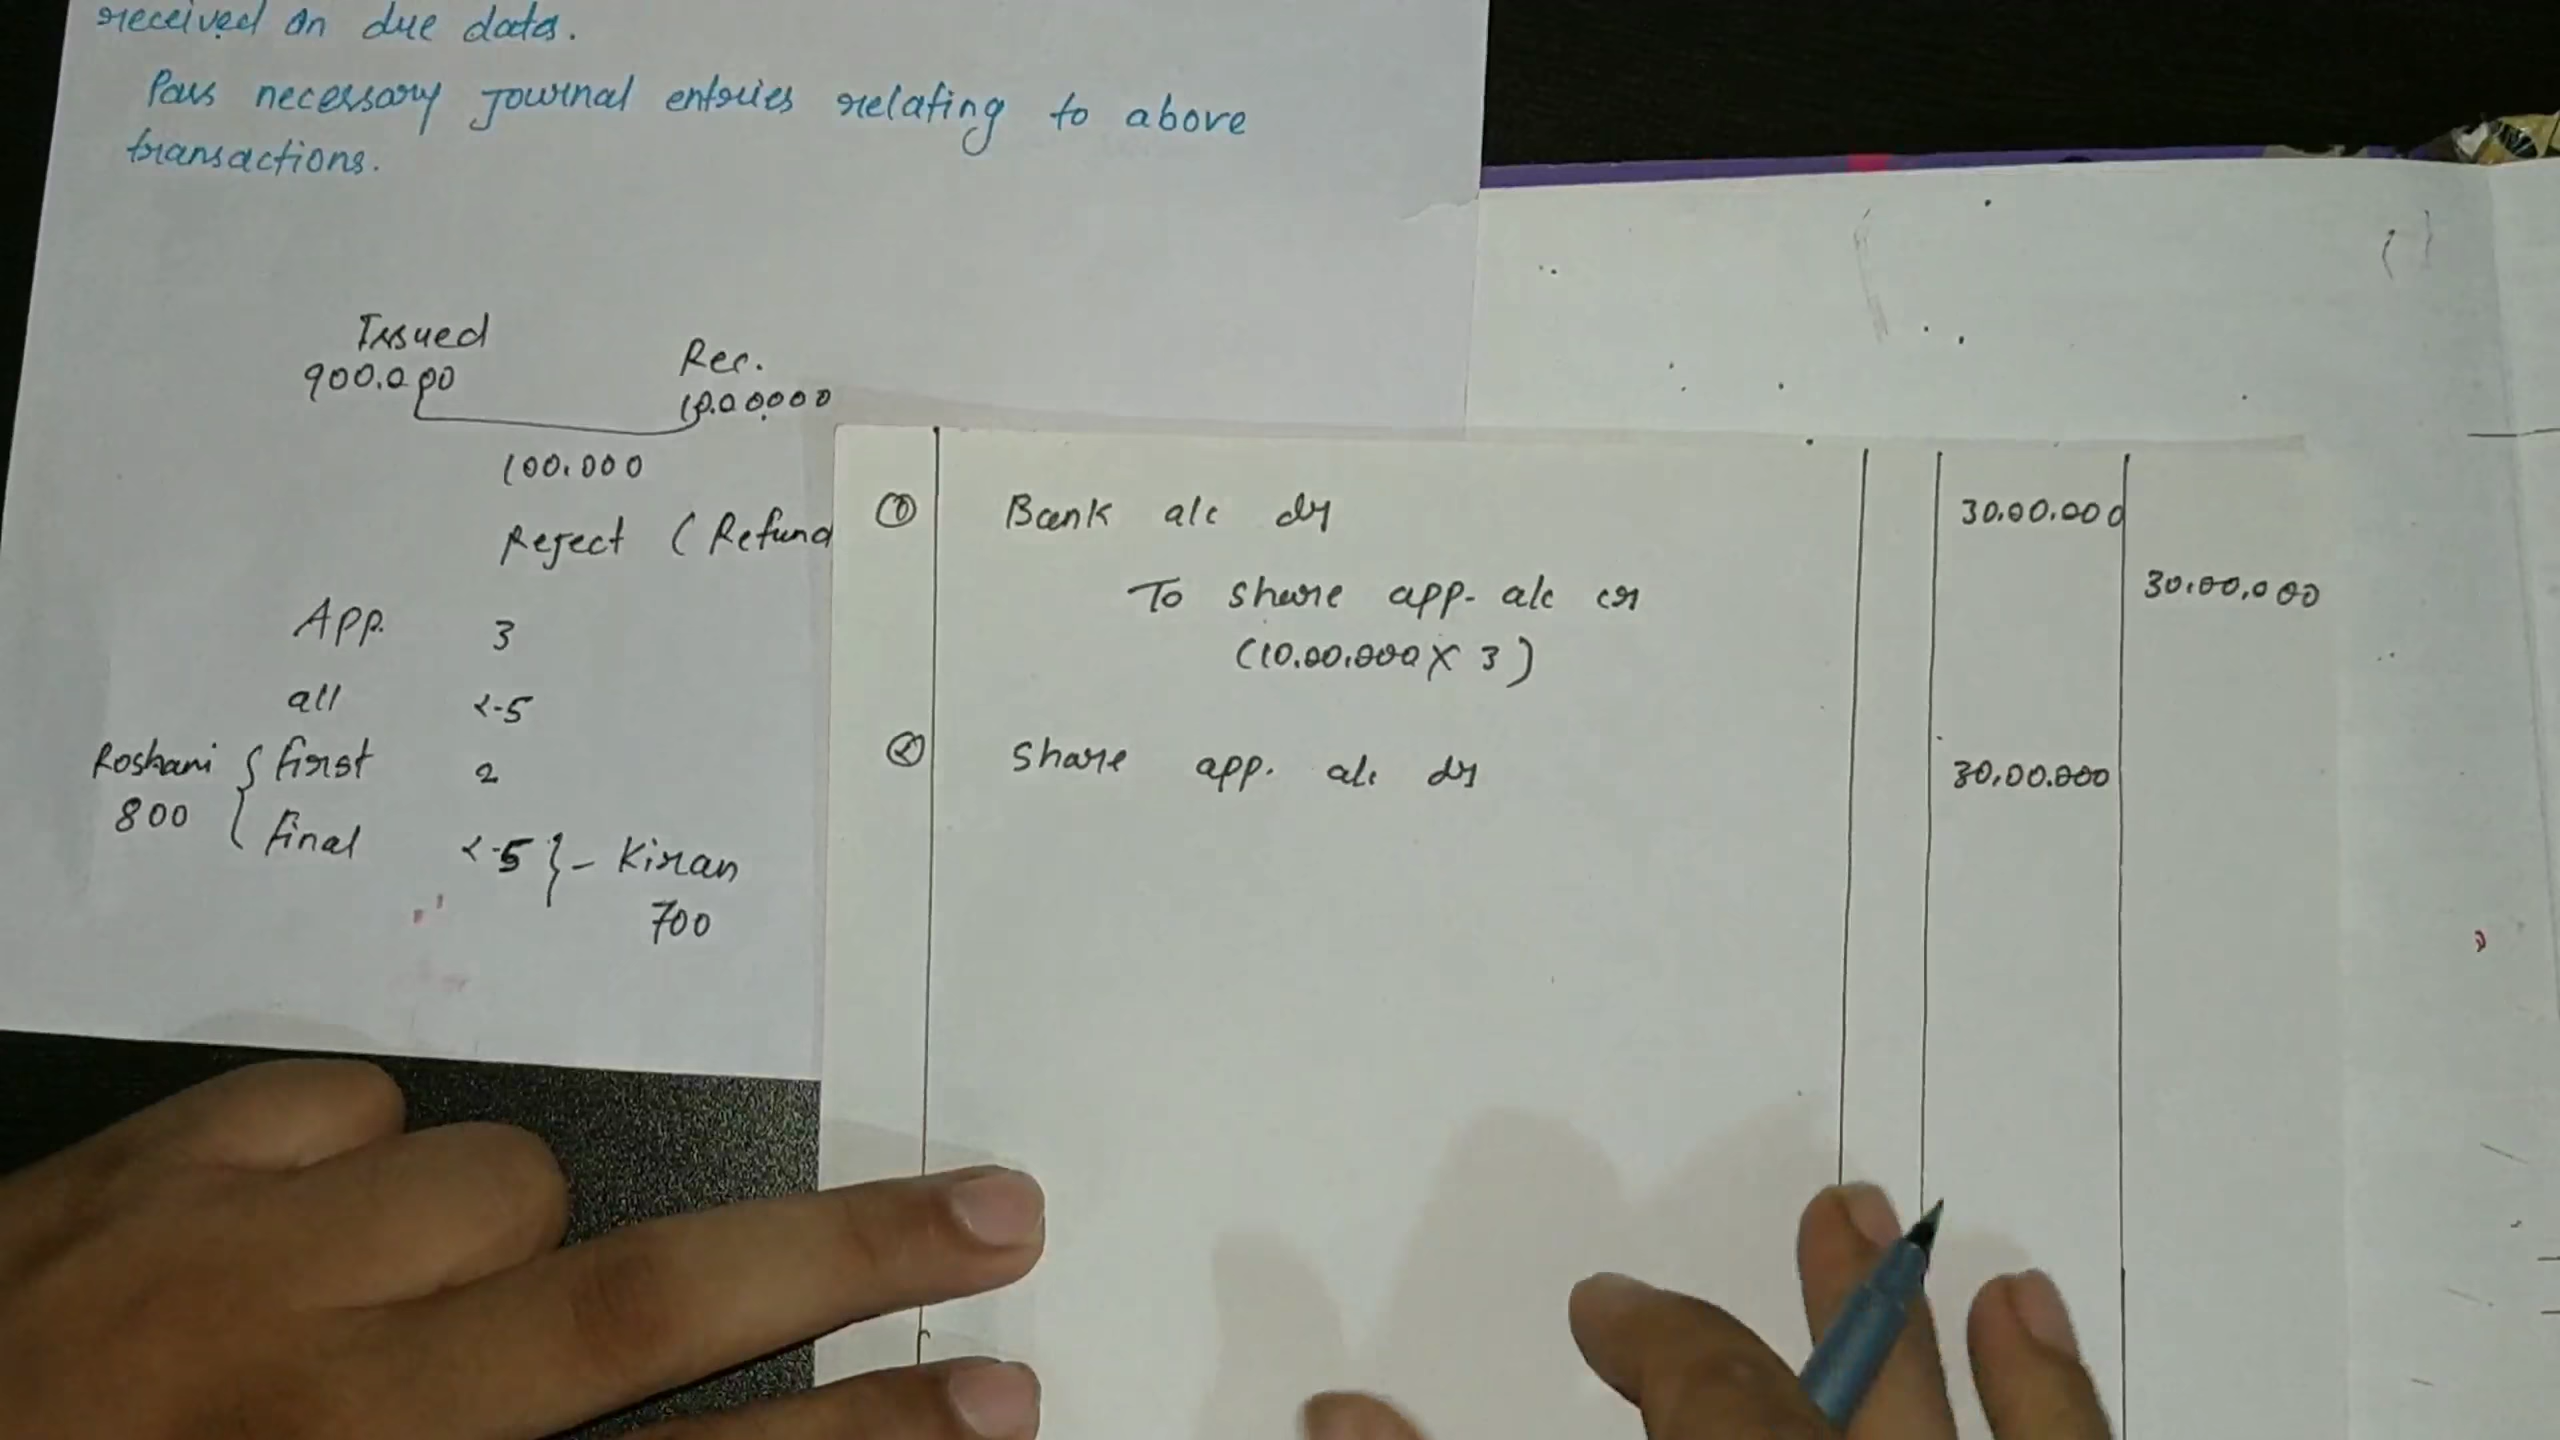 received on due dates.
Pass necessary Journal entries relating to above
transactions.
Issued
900.000
Rec.
10.00.000
100.000
Reject (Refund
App. 3
all 2.5
Roshani { first 2
800 { final 2.5 } - Kiran
700
① Bank a/c dr 30,00,000
To share app. a/c cr 30,00,000
(10,00,000 X 3)
② Share app. a/c dr 30,00,000